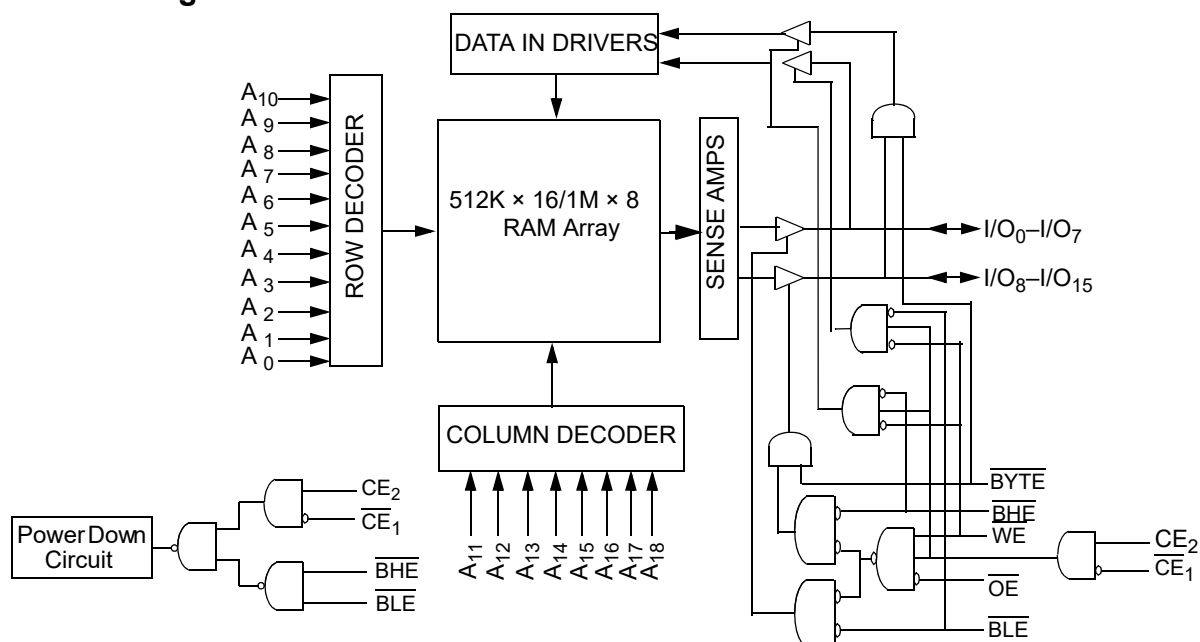 DATA IN DRIVERS
A10
A9
A8
A7
A6
A5
A4
A3
A2
A1
A0
ROW DECODER
512K × 16/1M × 8
RAM Array
SENSE AMPS
I/O0–I/O7
I/O8–I/O15
COLUMN DECODER
A11
A12
A13
A14
A15
A16
A17
A18
Power Down
Circuit
CE2
CE1
BHE
BLE
BYTE
BHE
WE
OE
BLE
CE2
CE1